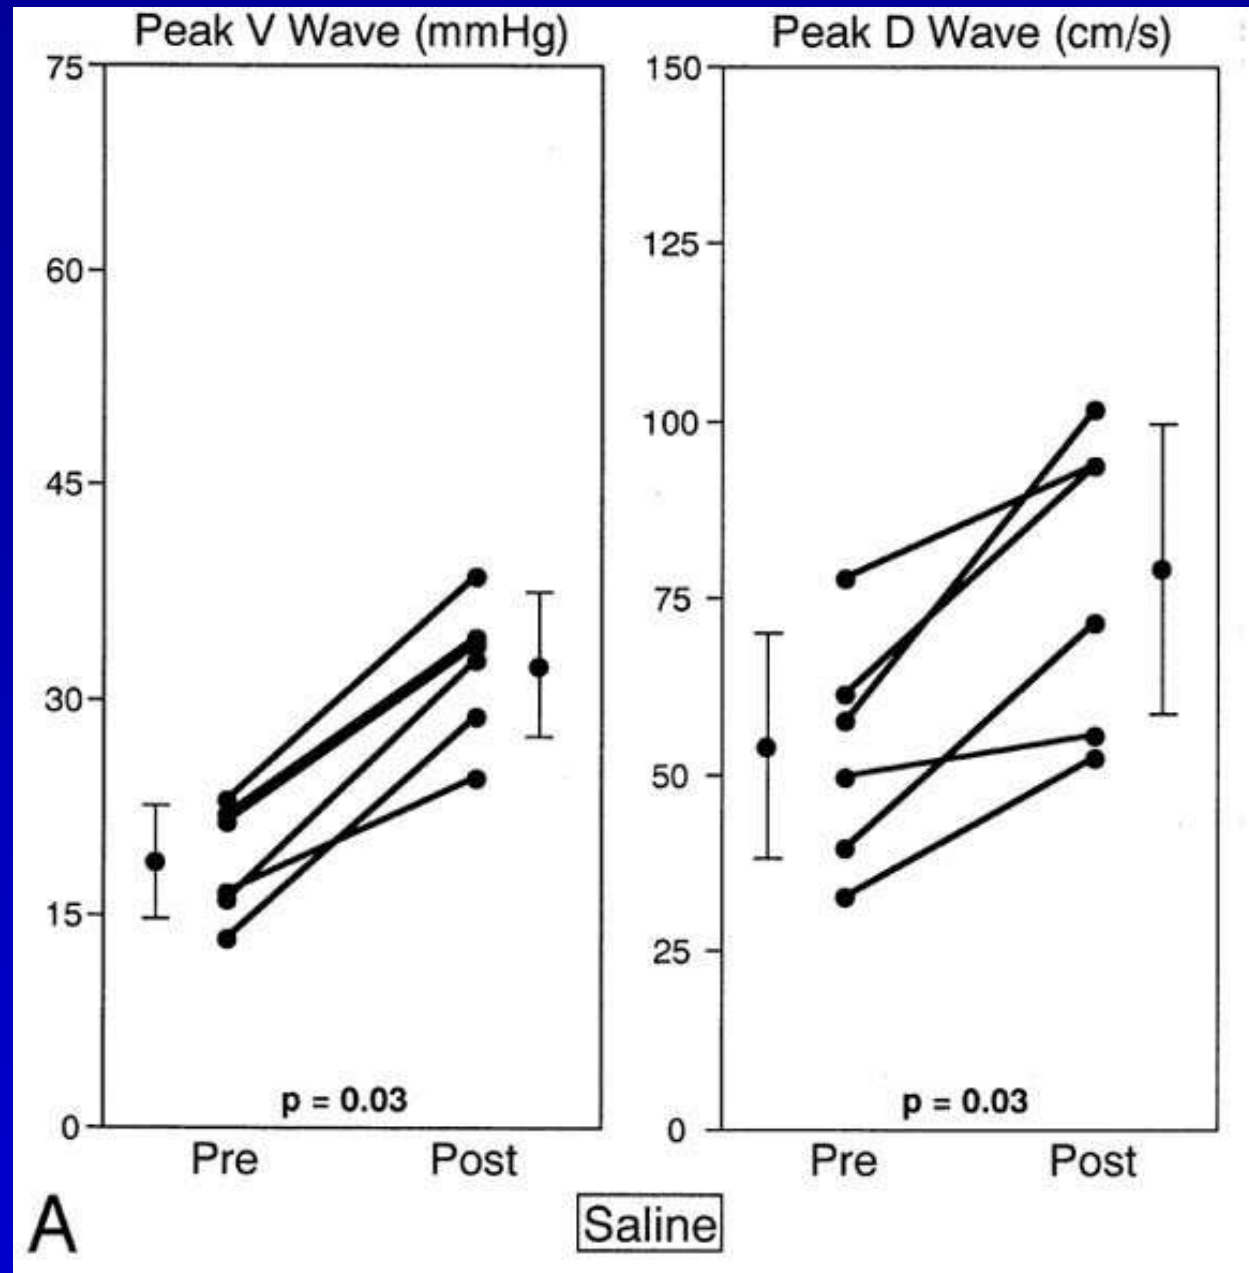 Peak V Wave (mmHg)
75
60
45
30
15
0
p = 0.03
Pre Post
Peak D Wave (cm/s)
150
125
100
75
50
25
0
p = 0.03
Pre Post
A
Saline